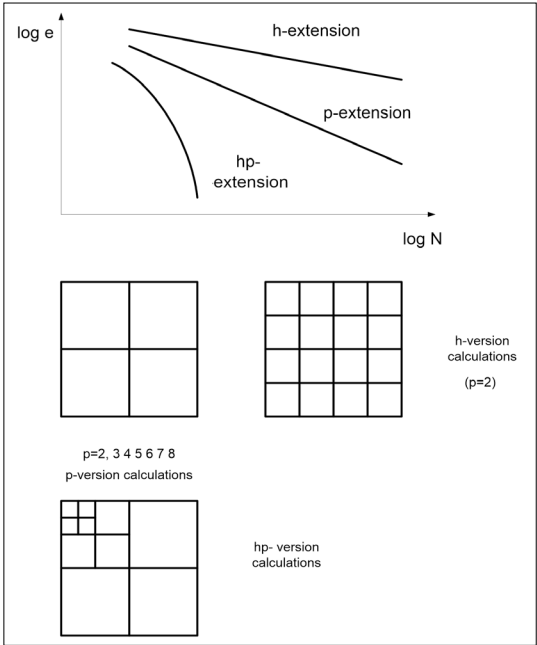 log e
h-extension
p-extension
hp-
extension
log N
h-version
calculations
(p=2)
p=2, 3 4 5 6 7 8
p-version calculations
hp- version
calculations